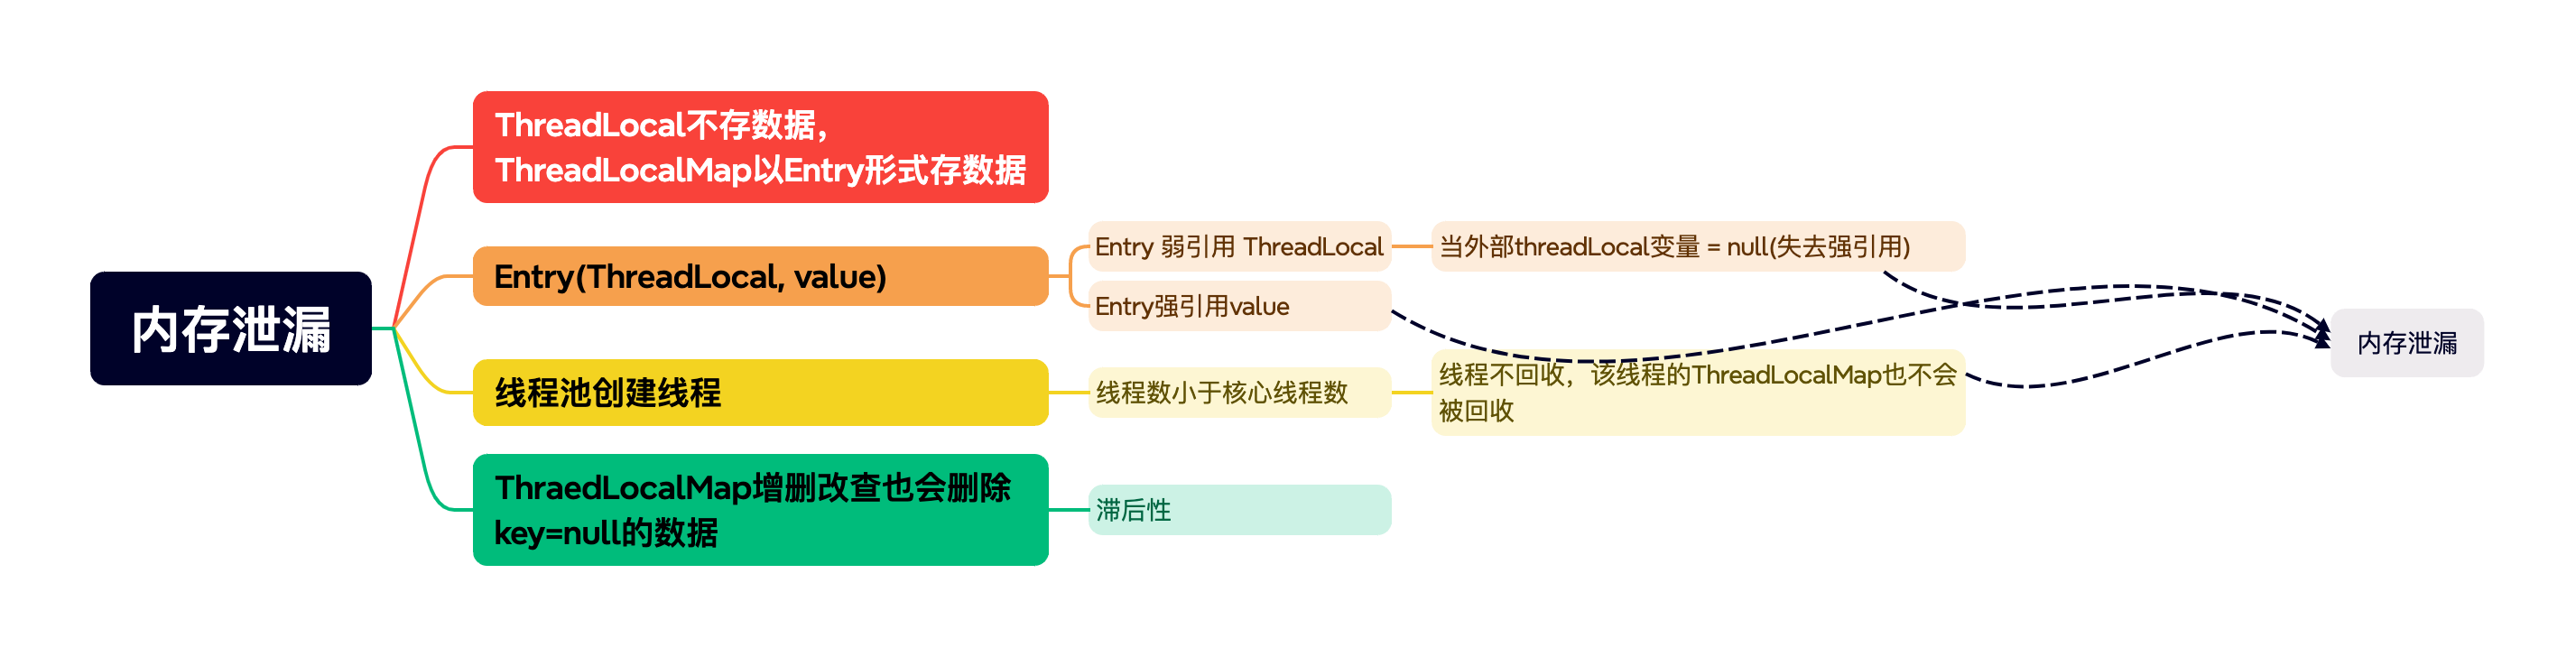 内存泄漏
ThreadLocal不存数据，
ThreadLocalMap以Entry形式存数据
Entry(ThreadLocal, value)
Entry 弱引用 ThreadLocal
当外部threadLocal变量 = null(失去强引用)
Entry强引用value
线程池创建线程
线程数小于核心线程数
线程不回收，该线程的ThreadLocalMap也不会
被回收
ThraedLocalMap增删改查也会删除
key=null的数据
滞后性
内存泄漏